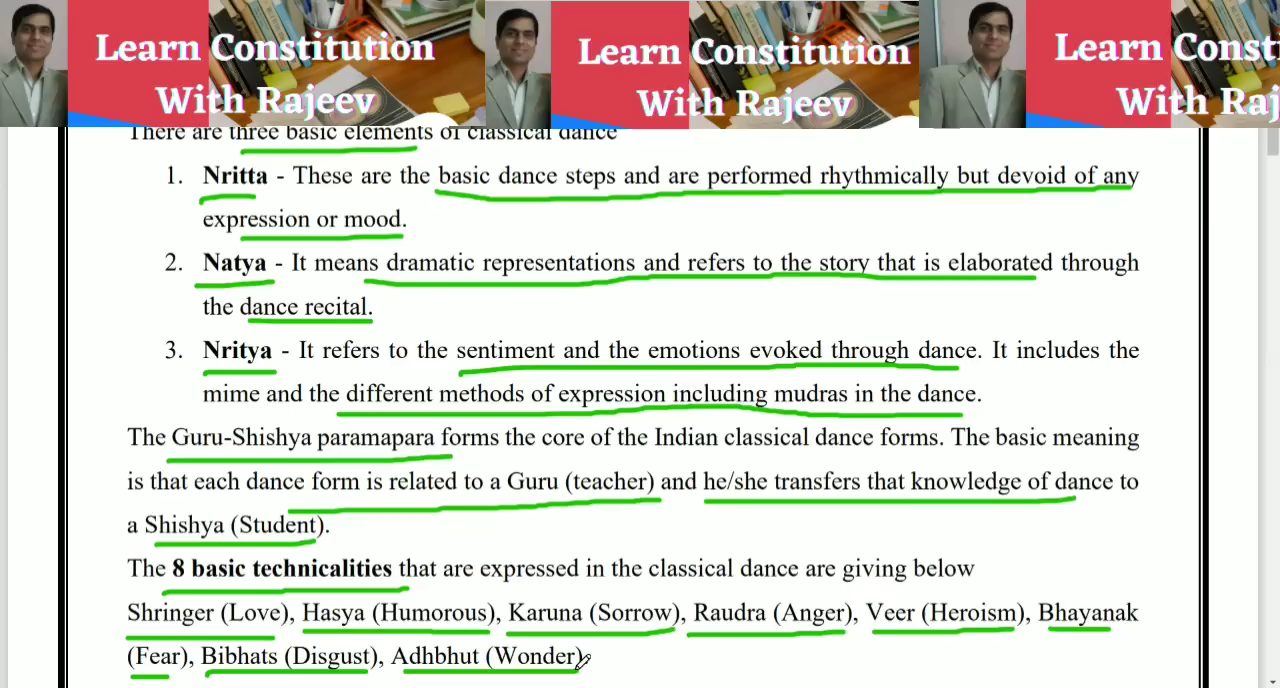 Learn Constitution
With Rajeev
Learn Constitution
With Rajeev
Learn Consti
With Raj
There are three basic elements of classical dance
1. Nritta - These are the basic dance steps and are performed rhythmically but devoid of any
expression or mood.
2. Natya - It means dramatic representations and refers to the story that is elaborated through
the dance recital.
3. Nritya - It refers to the sentiment and the emotions evoked through dance. It includes the
mime and the different methods of expression including mudras in the dance.
The Guru-Shishya paramapara forms the core of the Indian classical dance forms. The basic meaning
is that each dance form is related to a Guru (teacher) and he/she transfers that knowledge of dance to
a Shishya (Student).
The 8 basic technicalities that are expressed in the classical dance are giving below
Shringer (Love), Hasya (Humorous), Karuna (Sorrow), Raudra (Anger), Veer (Heroism), Bhayanak
(Fear), Bibhats (Disgust), Adhbhut (Wonder)